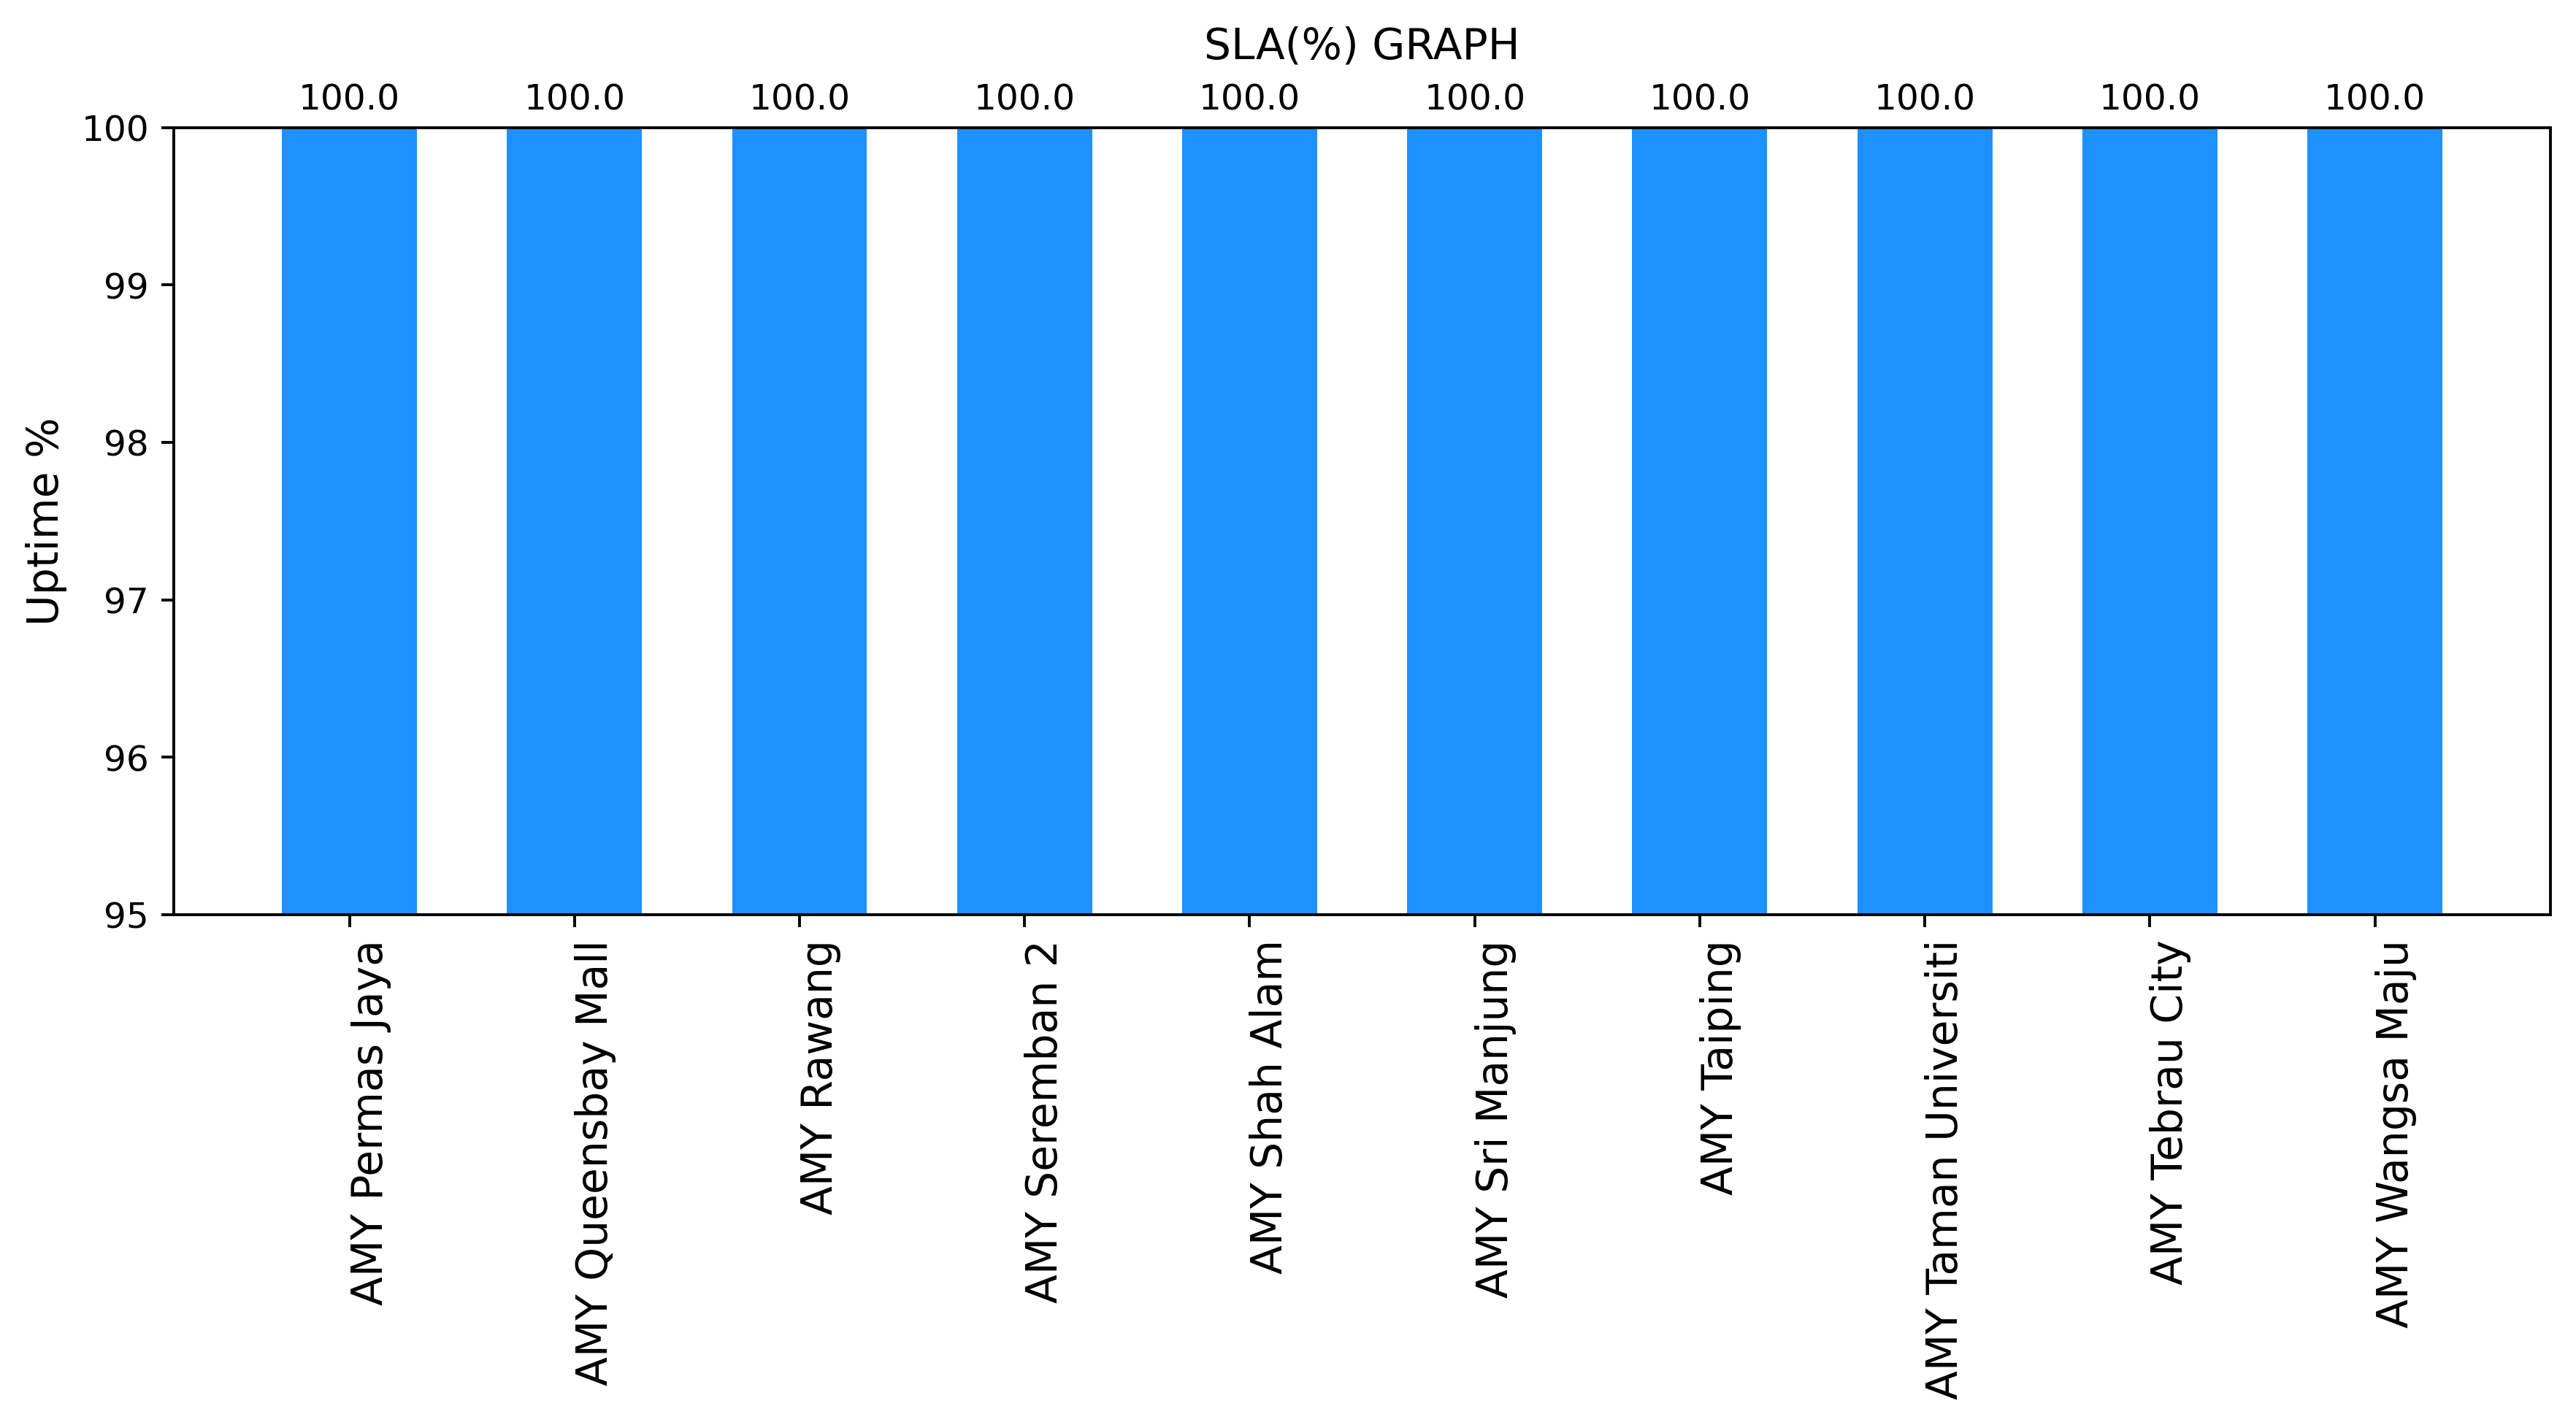 SLA(%) GRAPH
100.0 100.0 100.0 100.0 100.0 100.0 100.0 100.0 100.0 100.0
100
99
98
97
96
95
Uptime %
AMY Permas Jaya
AMY Queensbay Mall
AMY Rawang
AMY Seremban 2
AMY Shah Alam
AMY Sri Manjung
AMY Taiping
AMY Taman Universiti
AMY Tebrau City
AMY Wangsa Maju